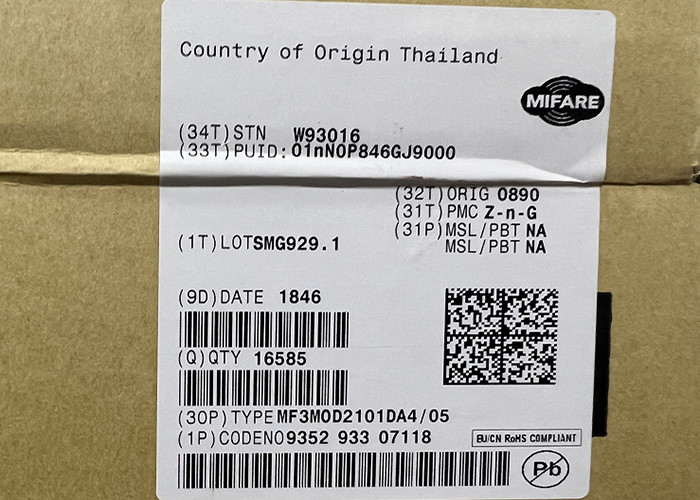 Country of Origin Thailand
MIFARE
(34T)STN W93016
(33T)PUID:01nN0P846GJ9000
(32T)ORIG 0890
(31T)PMC Z-n-G
(31P)MSL/PBT NA
MSL/PBT NA
(1T)LOTSMG929.1
(9D)DATE 1846
(Q)QTY 16585
(30P)TYPE MF3M0D2101DA4/05
(1P)CODENO9352 933 07118
EU/CN RoHS COMPLIANT
Pb